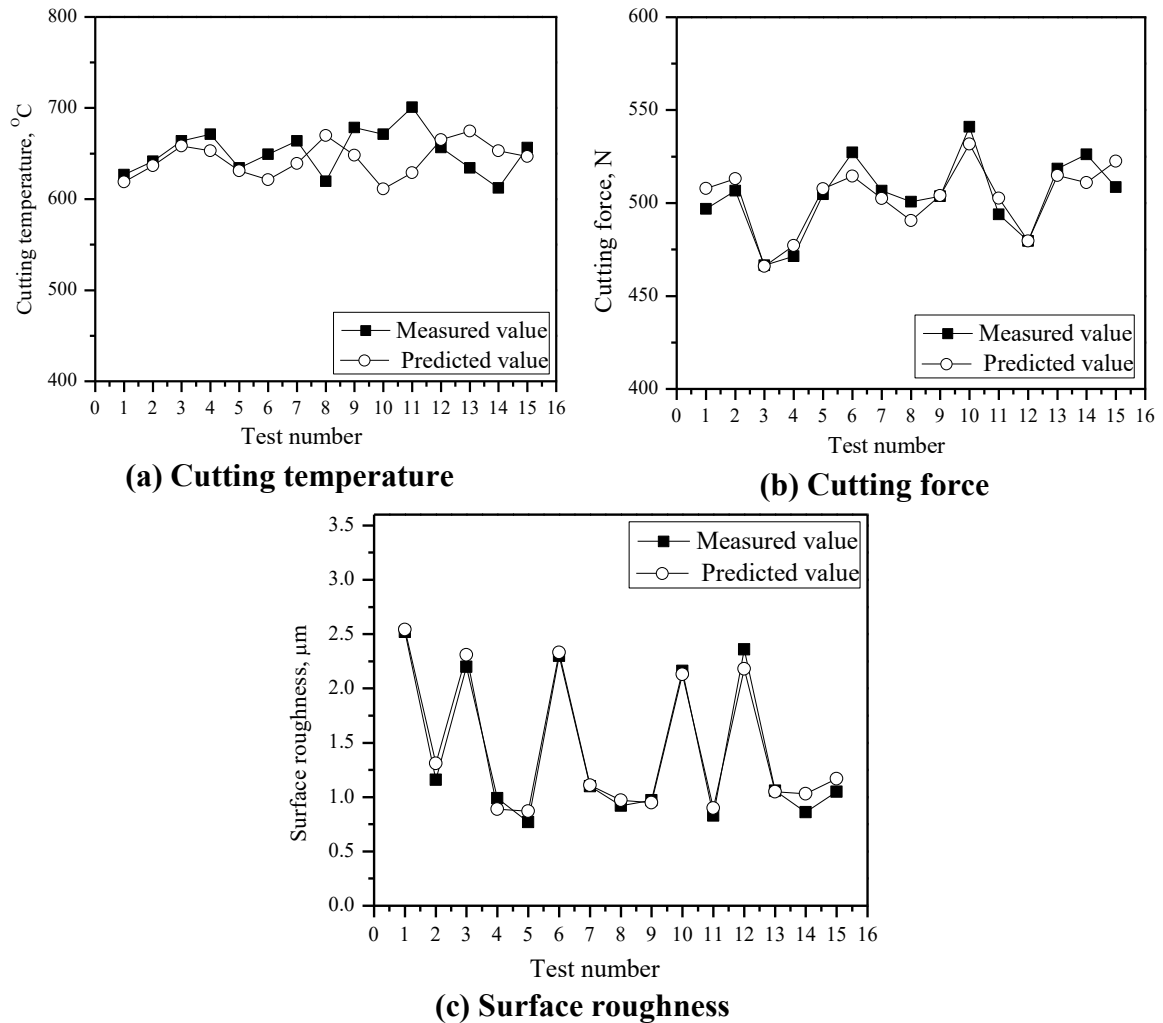 800
700
600
500
400
Cutting temperature, °C
Measured value
Predicted value
0 1 2 3 4 5 6 7 8 9 10 11 12 13 14 15 16
Test number
(a) Cutting temperature
600
550
500
450
400
Cutting force, N
Measured value
Predicted value
0 1 2 3 4 5 6 7 8 9 10 11 12 13 14 15 16
Test number
(b) Cutting force
3.5
3.0
2.5
2.0
1.5
1.0
0.5
0.0
Surface roughness, μm
Measured value
Predicted value
0 1 2 3 4 5 6 7 8 9 10 11 12 13 14 15 16
Test number
(c) Surface roughness